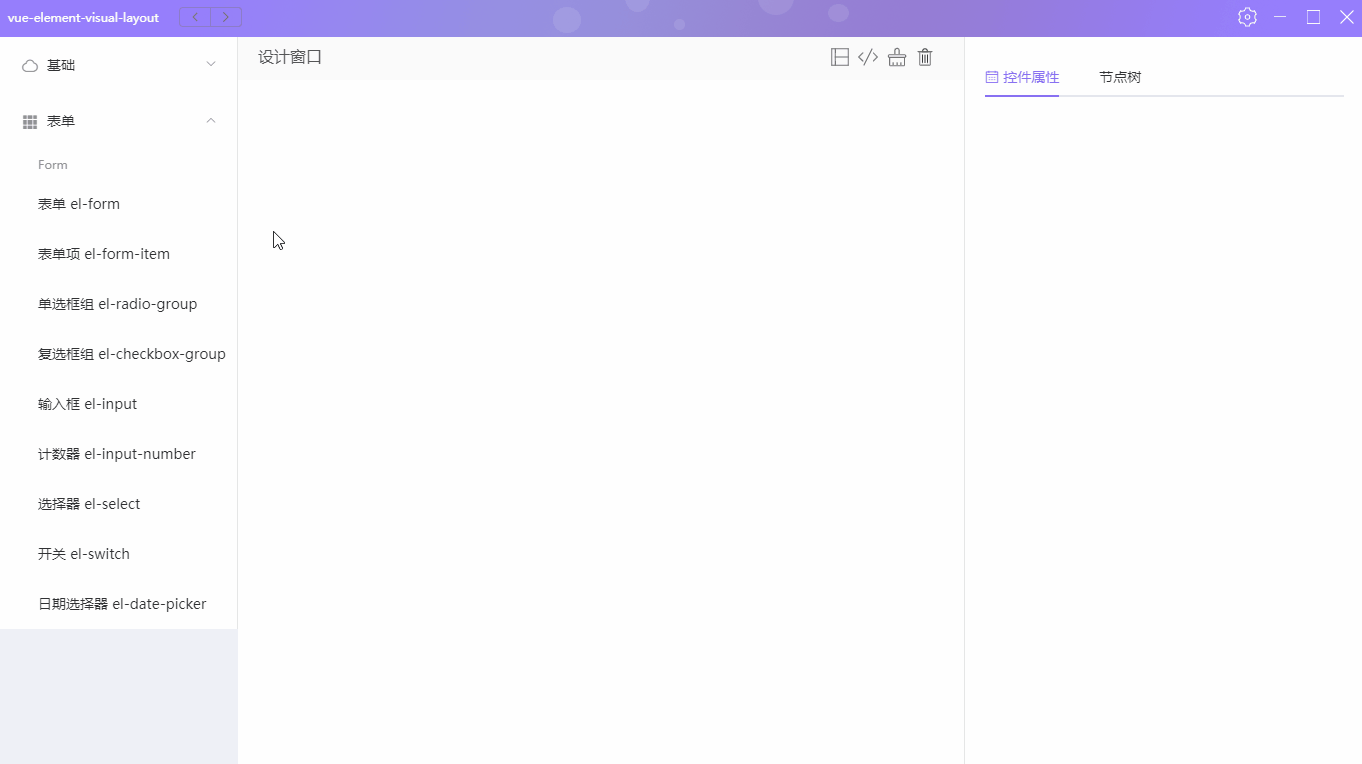 vue-element-visual-layout
基础
表单
Form
表单 el-form
表单项 el-form-item
单选框组 el-radio-group
复选框组 el-checkbox-group
输入框 el-input
计数器 el-input-number
选择器 el-select
开关 el-switch
日期选择器 el-date-picker
设计窗口
控件属性 节点树